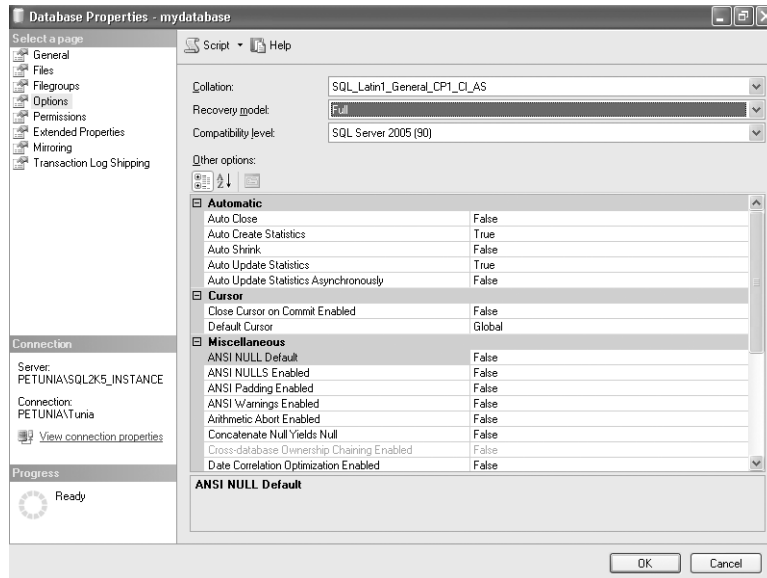 Database Properties - mydatabase
Select a page
General
Files
Filegroups
Options
Permissions
Extended Properties
Mirroring
Transaction Log Shipping
Script Help
Collation: SQL_Latin1_General_CP1_CI_AS
Recovery model: Full
Compatibility level: SQL Server 2005 (90)
Other options:
Automatic
Auto Close False
Auto Create Statistics True
Auto Shrink False
Auto Update Statistics True
Auto Update Statistics Asynchronously False
Cursor
Close Cursor on Commit Enabled False
Default Cursor Global
Miscellaneous
ANSI NULL Default False
ANSI NULLS Enabled False
ANSI Padding Enabled False
ANSI Warnings Enabled False
Arithmetic Abort Enabled False
Concatenate Null Yields Null False
Cross-database Ownership Chaining Enabled False
Date Correlation Optimization Enabled False
ANSI NULL Default
Connection
Server:
PETUNIA\SQL2K5_INSTANCE
Connection:
PETUNIA\Tunia
View connection properties
Progress
Ready
OK Cancel